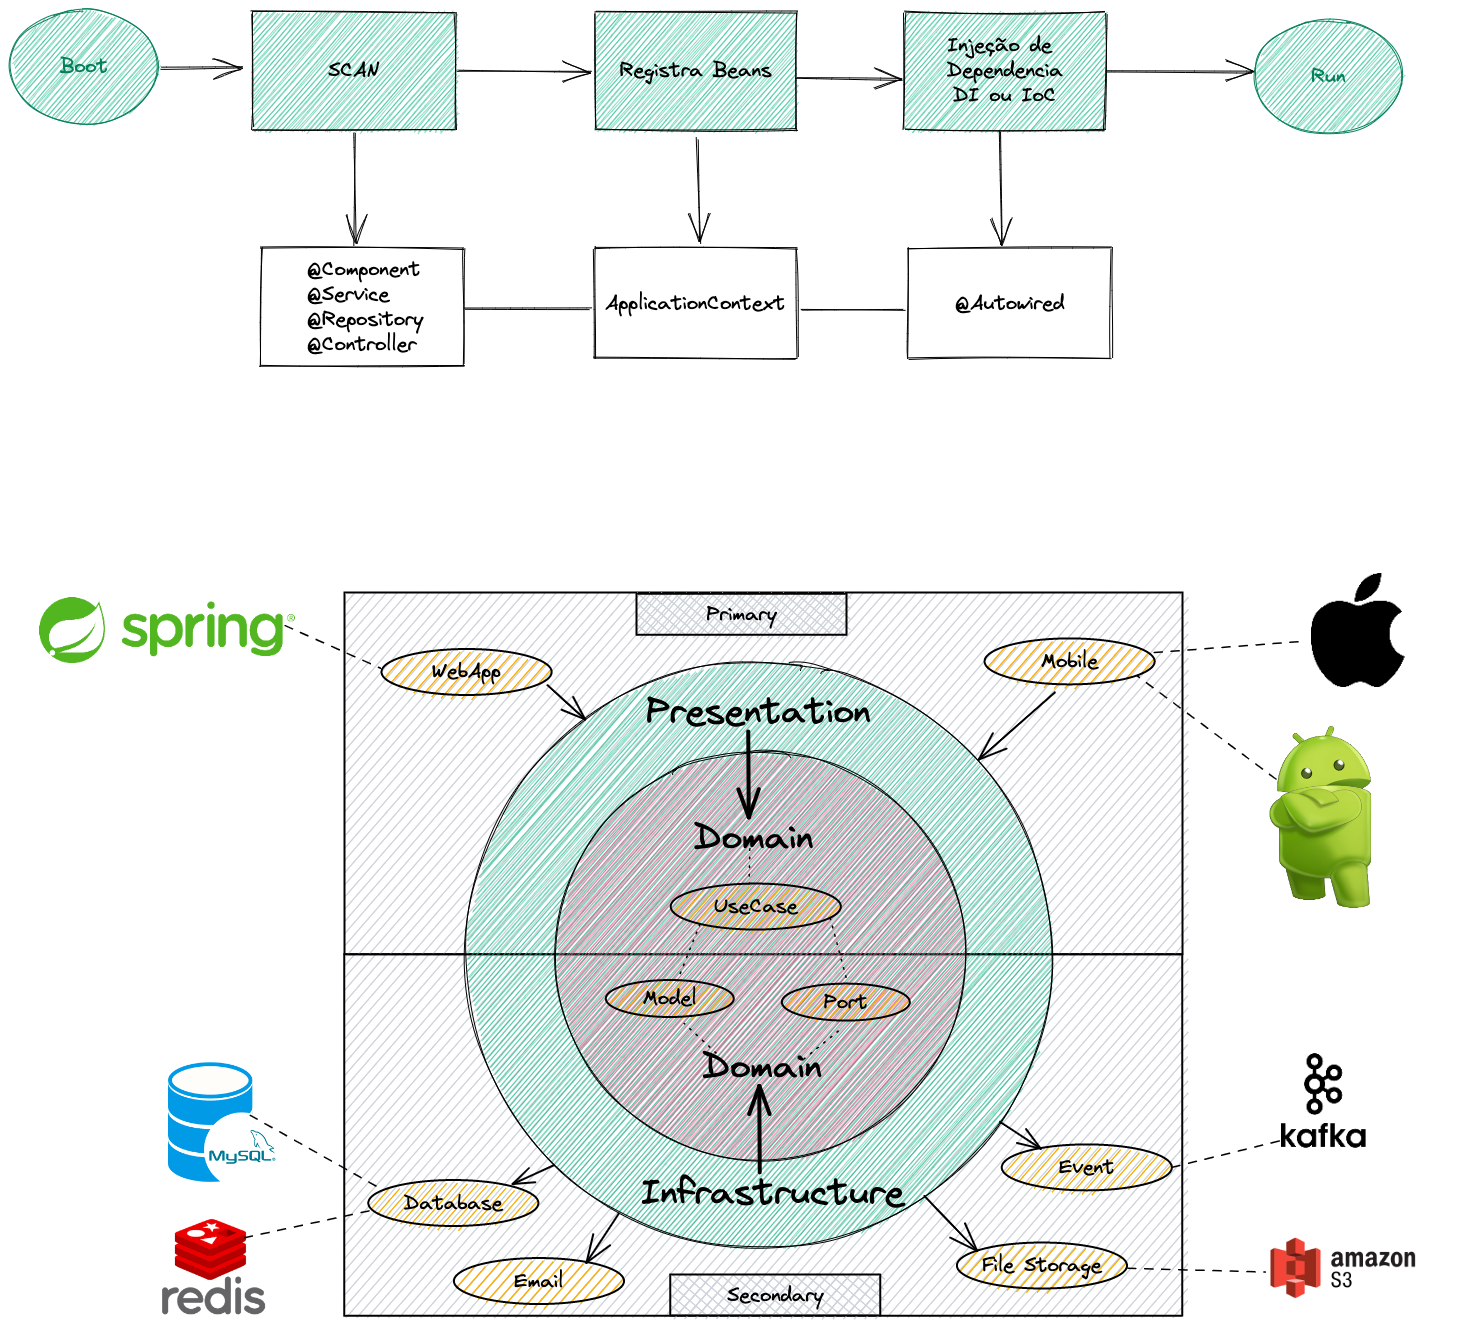 Boot
SCAN
Registra Beans
Injeção de
Dependencia
DI ou IoC
Run
@Component
@Service
@Repository
@Controller
ApplicationContext
@Autowired
spring®
Primary
WebApp
Mobile
Presentation
Domain
UseCase
Model
Port
Domain
Infrastructure
MySQL®
Database
redis
Email
Secondary
kafka
Event
File Storage
amazon
S3